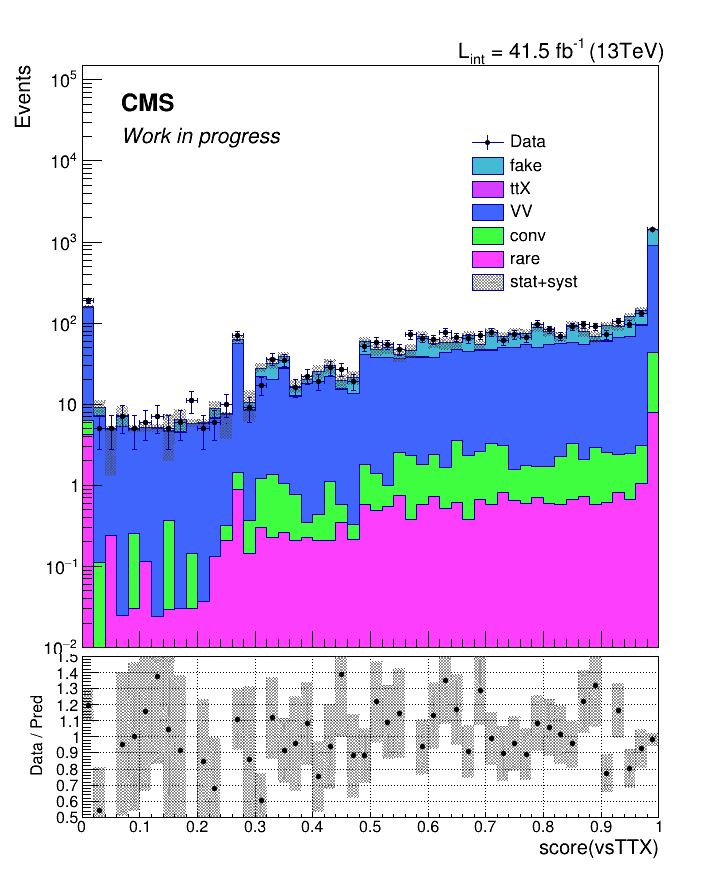 L_int = 41.5 fb^-1 (13TeV)
Events
10^5
10^4
10^3
10^2
10
1
10^−1
10^−2
CMS
Work in progress
Data
fake
ttX
VV
conv
rare
stat+syst
Data / Pred
1.5
1.4
1.3
1.2
1.1
1
0.9
0.8
0.7
0.6
0.5
0 0.1 0.2 0.3 0.4 0.5 0.6 0.7 0.8 0.9 1
score(vsTTX)